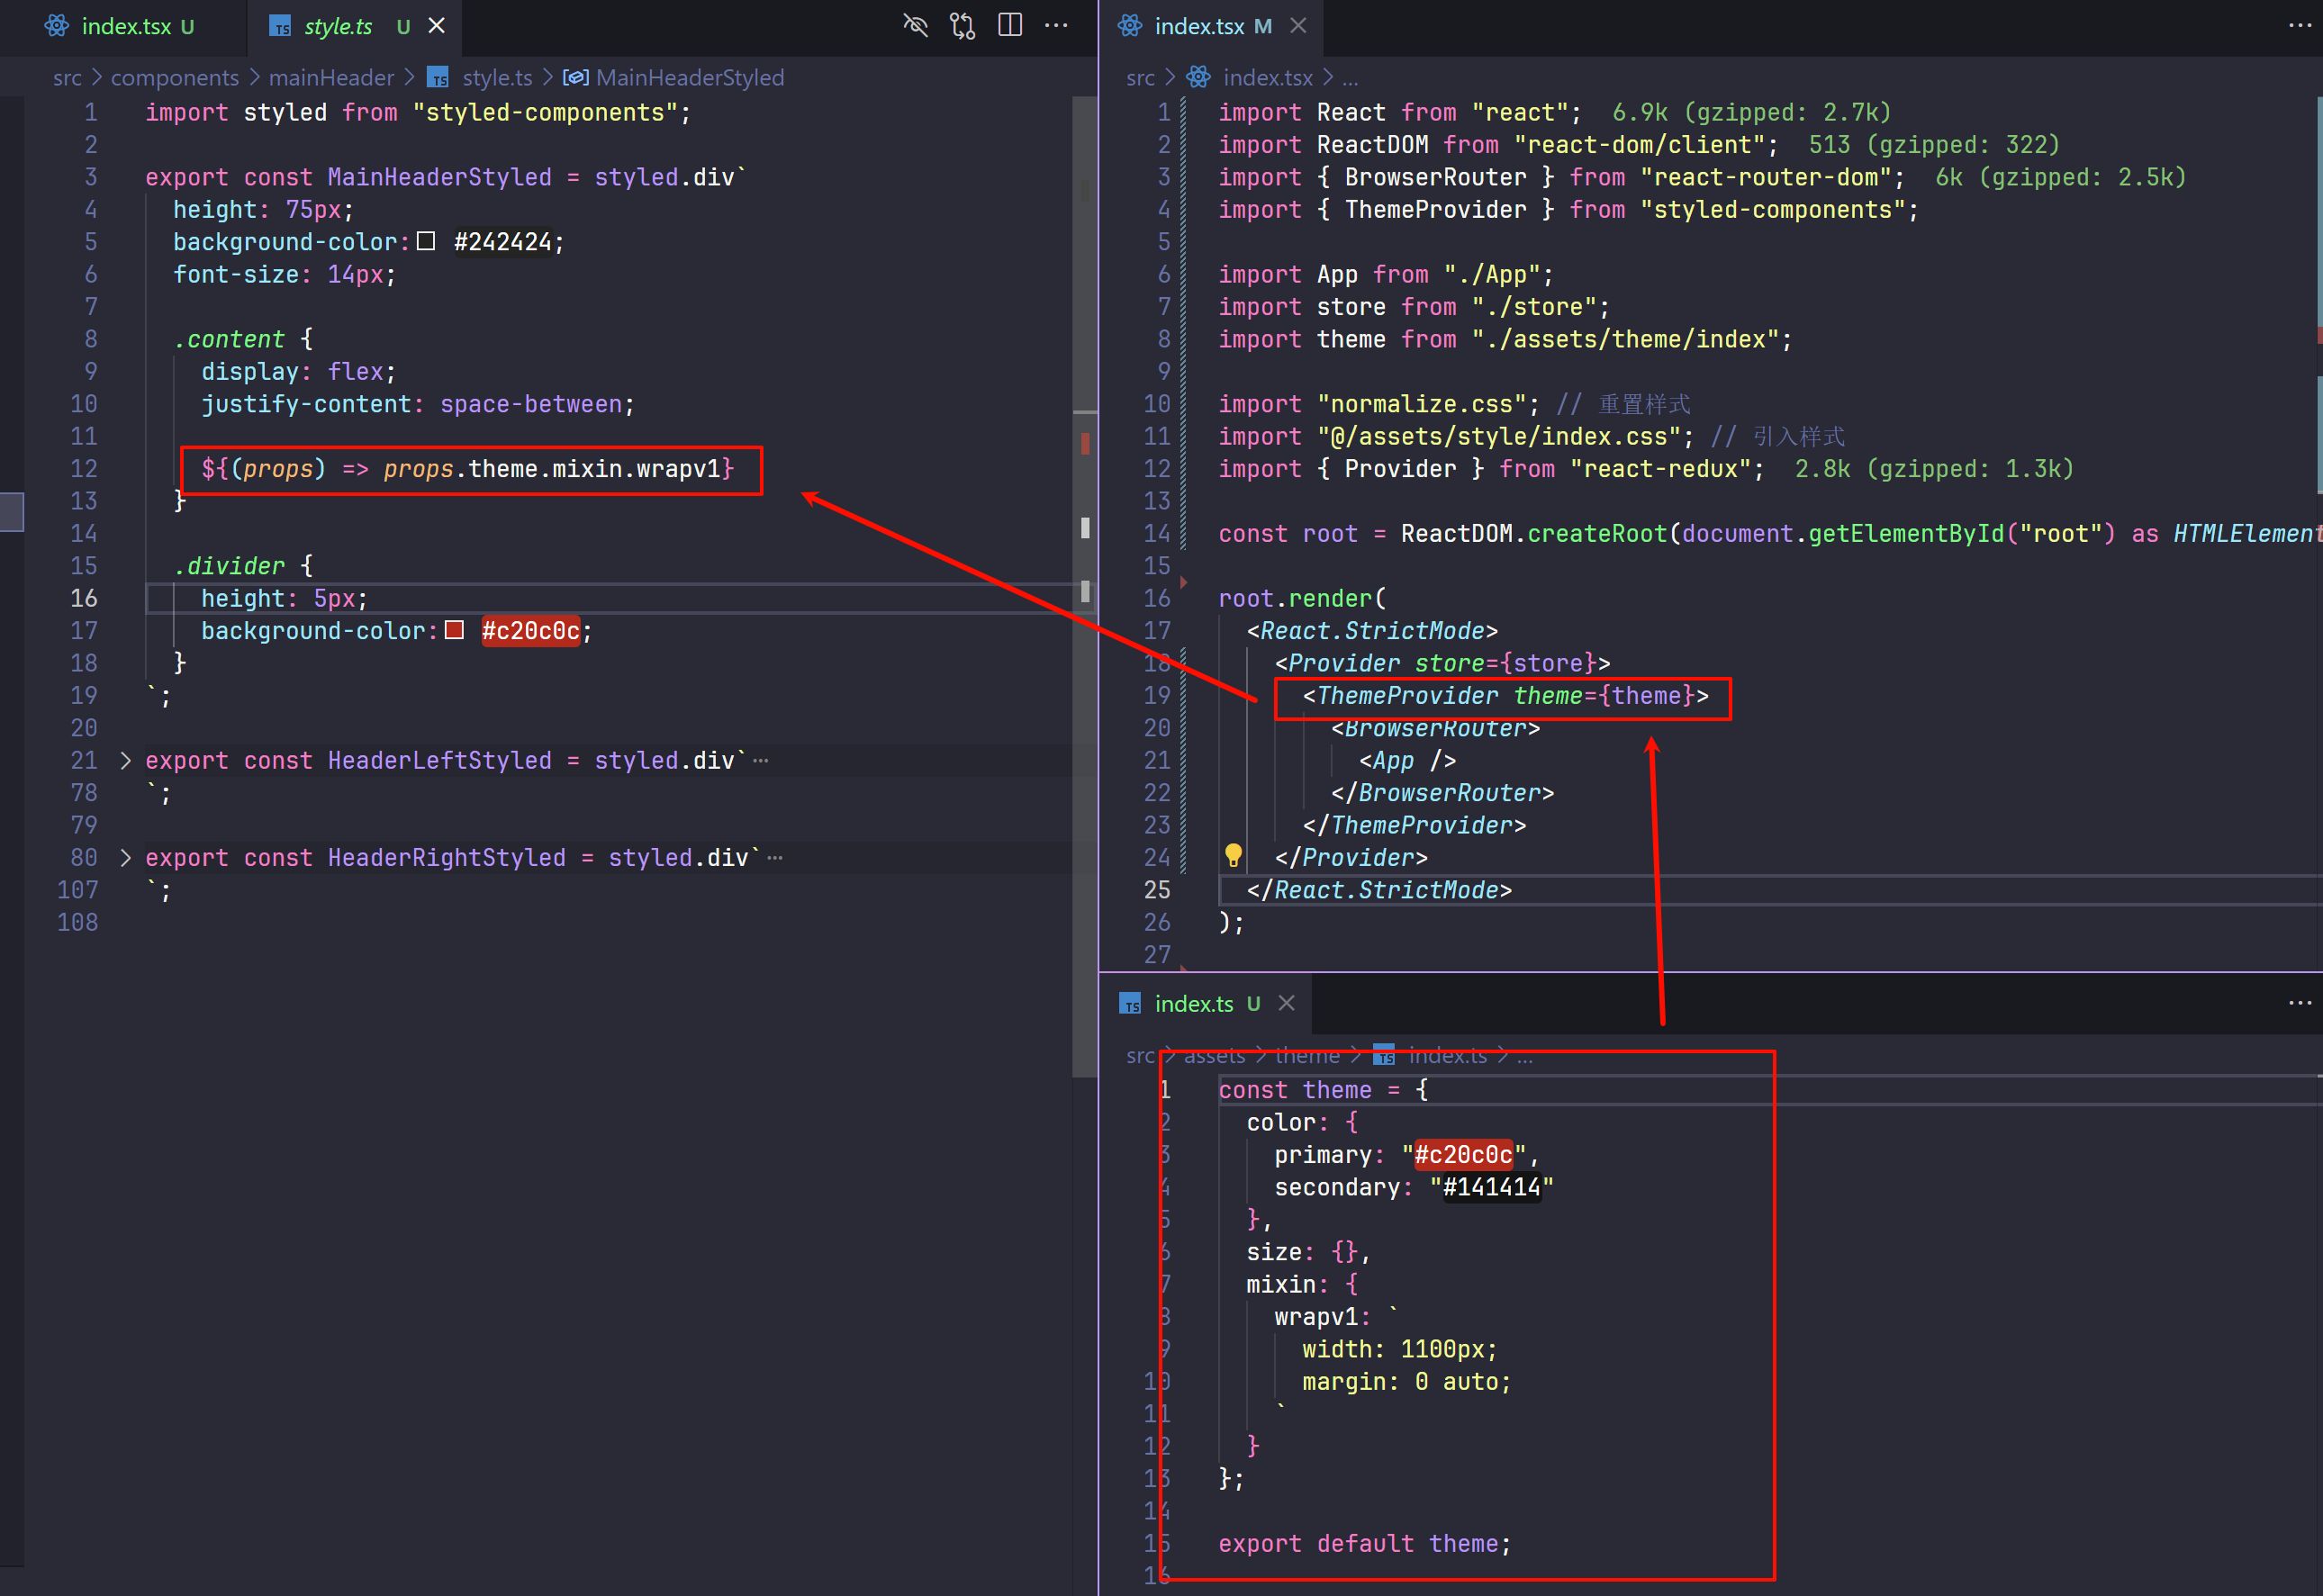 index.tsx U
style.ts U
src > components > mainHeader > style.ts > MainHeaderStyled
1 import styled from "styled-components";
2
3 export const MainHeaderStyled = styled.div`
4 height: 75px;
5 background-color: #242424;
6 font-size: 14px;
7
8 .content {
9 display: flex;
10 justify-content: space-between;
11
12 ${(props) => props.theme.mixin.wrapv1}
13 }
14
15 .divider {
16 height: 5px;
17 background-color: #c20c0c;
18 }
19 `;
20
21 export const HeaderLeftStyled = styled.div`…
78 `;
79
80 export const HeaderRightStyled = styled.div`…
107 `;
108
index.tsx M
src > index.tsx > ...
1 import React from "react"; 6.9k (gzipped: 2.7k)
2 import ReactDOM from "react-dom/client"; 513 (gzipped: 322)
3 import { BrowserRouter } from "react-router-dom"; 6k (gzipped: 2.5k)
4 import { ThemeProvider } from "styled-components";
5
6 import App from "./App";
7 import store from "./store";
8 import theme from "./assets/theme/index";
9
10 import "normalize.css"; // 重置样式
11 import "@/assets/style/index.css"; // 引入样式
12 import { Provider } from "react-redux"; 2.8k (gzipped: 1.3k)
13
14 const root = ReactDOM.createRoot(document.getElementById("root") as HTMLElement
15
16 root.render(
17 <React.StrictMode>
18 <Provider store={store}>
19 <ThemeProvider theme={theme}>
20 <BrowserRouter>
21 <App />
22 </BrowserRouter>
23 </ThemeProvider>
24 </Provider>
25 </React.StrictMode>
26 );
27
index.ts U
src > assets > theme > index.ts > ...
1 const theme = {
2 color: {
3 primary: "#c20c0c",
4 secondary: "#141414"
5 },
6 size: {},
7 mixin: {
8 wrapv1: `
9 width: 1100px;
10 margin: 0 auto;
11 `
12 }
13 };
14
15 export default theme;
16